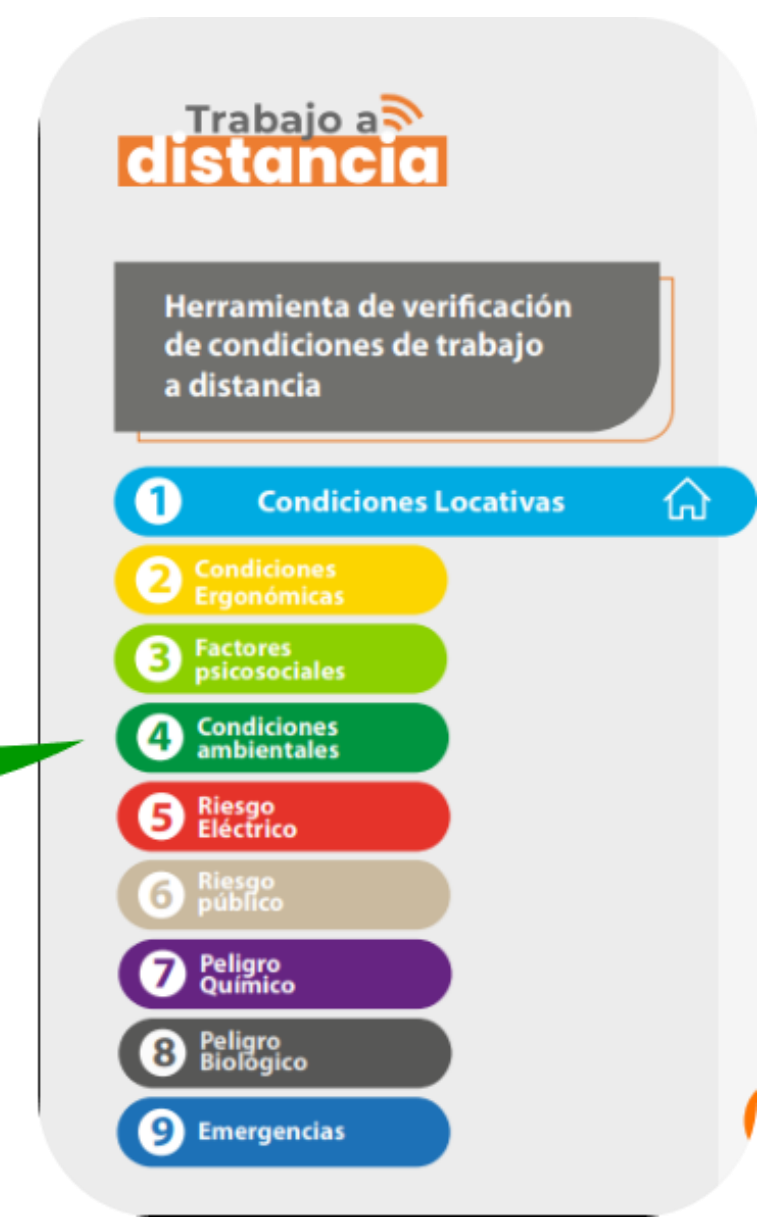 Trabajo a
distancia
Herramienta de verificación
de condiciones de trabajo
a distancia
1 Condiciones Locativas
2 Condiciones
Ergonómicas
3 Factores
psicosociales
4 Condiciones
ambientales
5 Riesgo
Eléctrico
6 Riesgo
público
7 Peligro
Químico
8 Peligro
Biológico
9 Emergencias